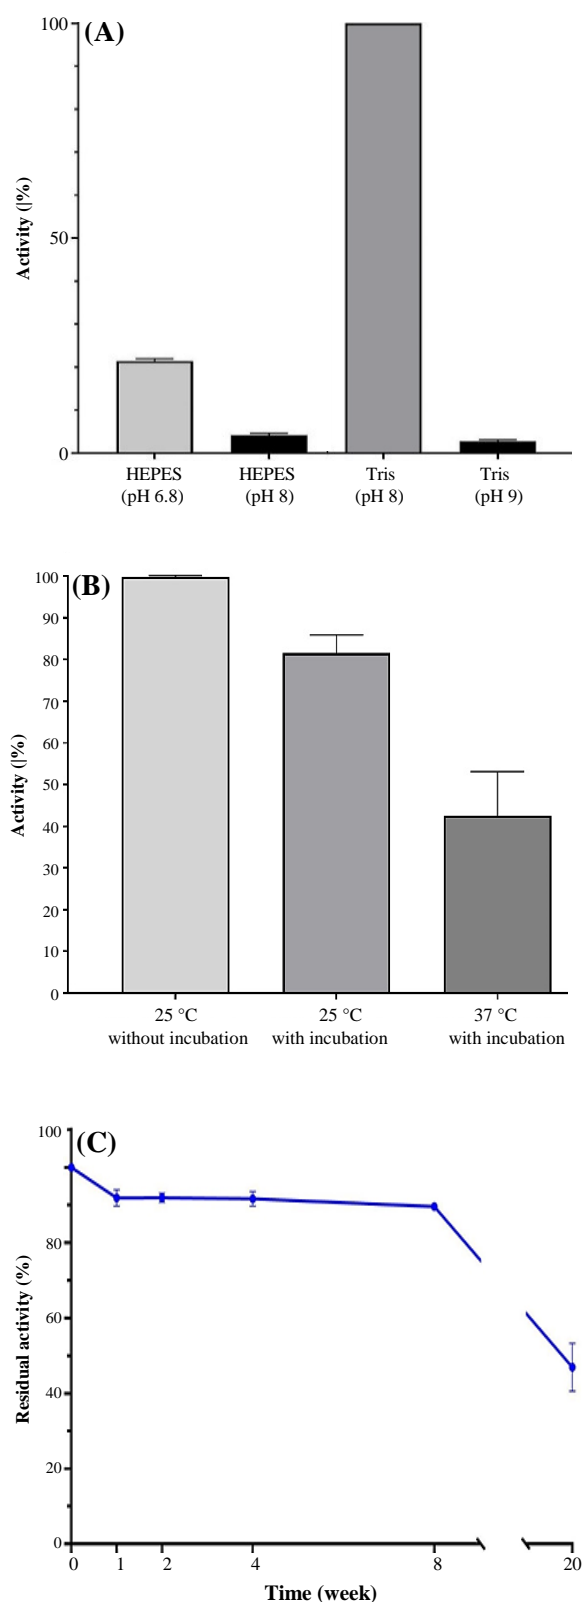 (A)
100
50
0
Activity (|%)
HEPES
(pH 6.8)
HEPES
(pH 8)
Tris
(pH 8)
Tris
(pH 9)
(B)
100
90
80
70
60
50
40
30
20
10
0
Activity (|%)
25 °C
without incubation
25 °C
with incubation
37 °C
with incubation
(C)
100
80
60
40
20
0
Residual activity (%)
0 1 2 4 8 20
Time (week)